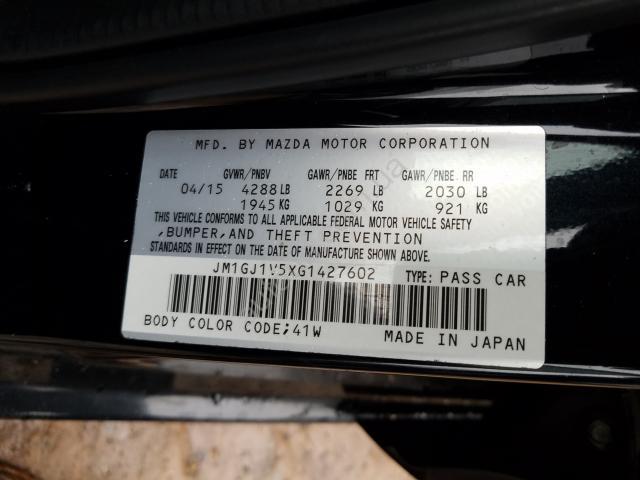 MFD. BY MAZDA MOTOR CORPORATION
DATE GVWR/PNBV GAWR/PNBE FRT GAWR/PNBE RR
04/15 4288 LB 2269 LB 2030 LB
1945 KG 1029 KG 921 KG
THIS VEHICLE CONFORMS TO ALL APPLICABLE FEDERAL MOTOR VEHICLE SAFETY
,BUMPER,AND THEFT PREVENTION
STANDARDS IN EFFECT ON THE DATE OF MANUFACTURE SHOWN ABOVE.
JM1GJ1V5XG1427602 TYPE: PASS CAR
BODY COLOR CODE;41W MADE IN JAPAN